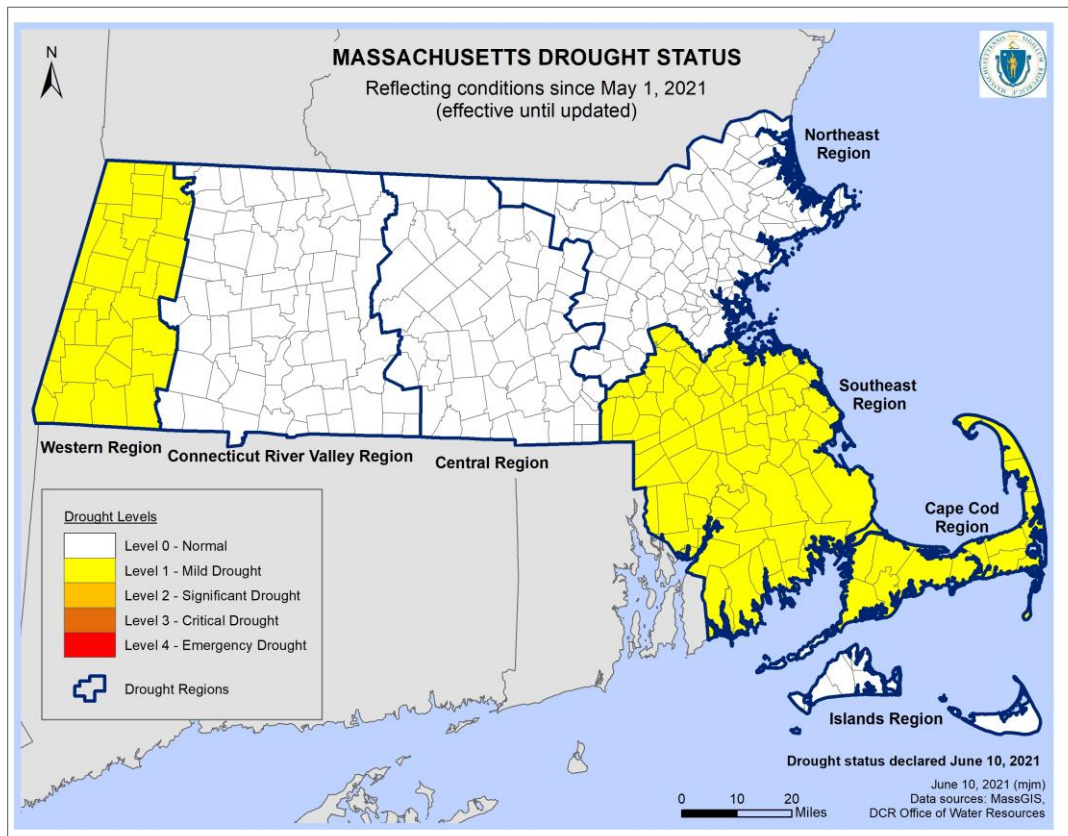 MASSACHUSETTS DROUGHT STATUS
Reflecting conditions since May 1, 2021
(effective until updated)
N
Northeast
Region
Southeast
Region
Cape Cod
Region
Western Region
Connecticut River Valley Region
Central Region
Islands Region
Drought Levels
Level 0 - Normal
Level 1 - Mild Drought
Level 2 - Significant Drought
Level 3 - Critical Drought
Level 4 - Emergency Drought
Drought Regions
Drought status declared June 10, 2021
June 10, 2021 (mjm)
Data sources: MassGIS,
DCR Office of Water Resources
0 10 20
Miles